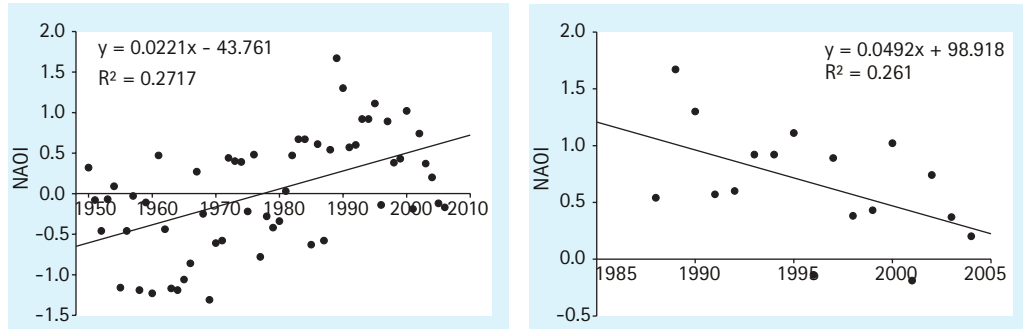 2.0
y = 0.0221x – 43.761
R² = 0.2717
1.5
1.0
0.5
0.0
–0.5
–1.0
–1.5
NAOI
1950 1960 1970 1980 1990 2000 2010
2.0
y = 0.0492x + 98.918
R² = 0.261
1.5
1.0
0.5
0.0
–0.5
NAOI
1985 1990 1995 2000 2005